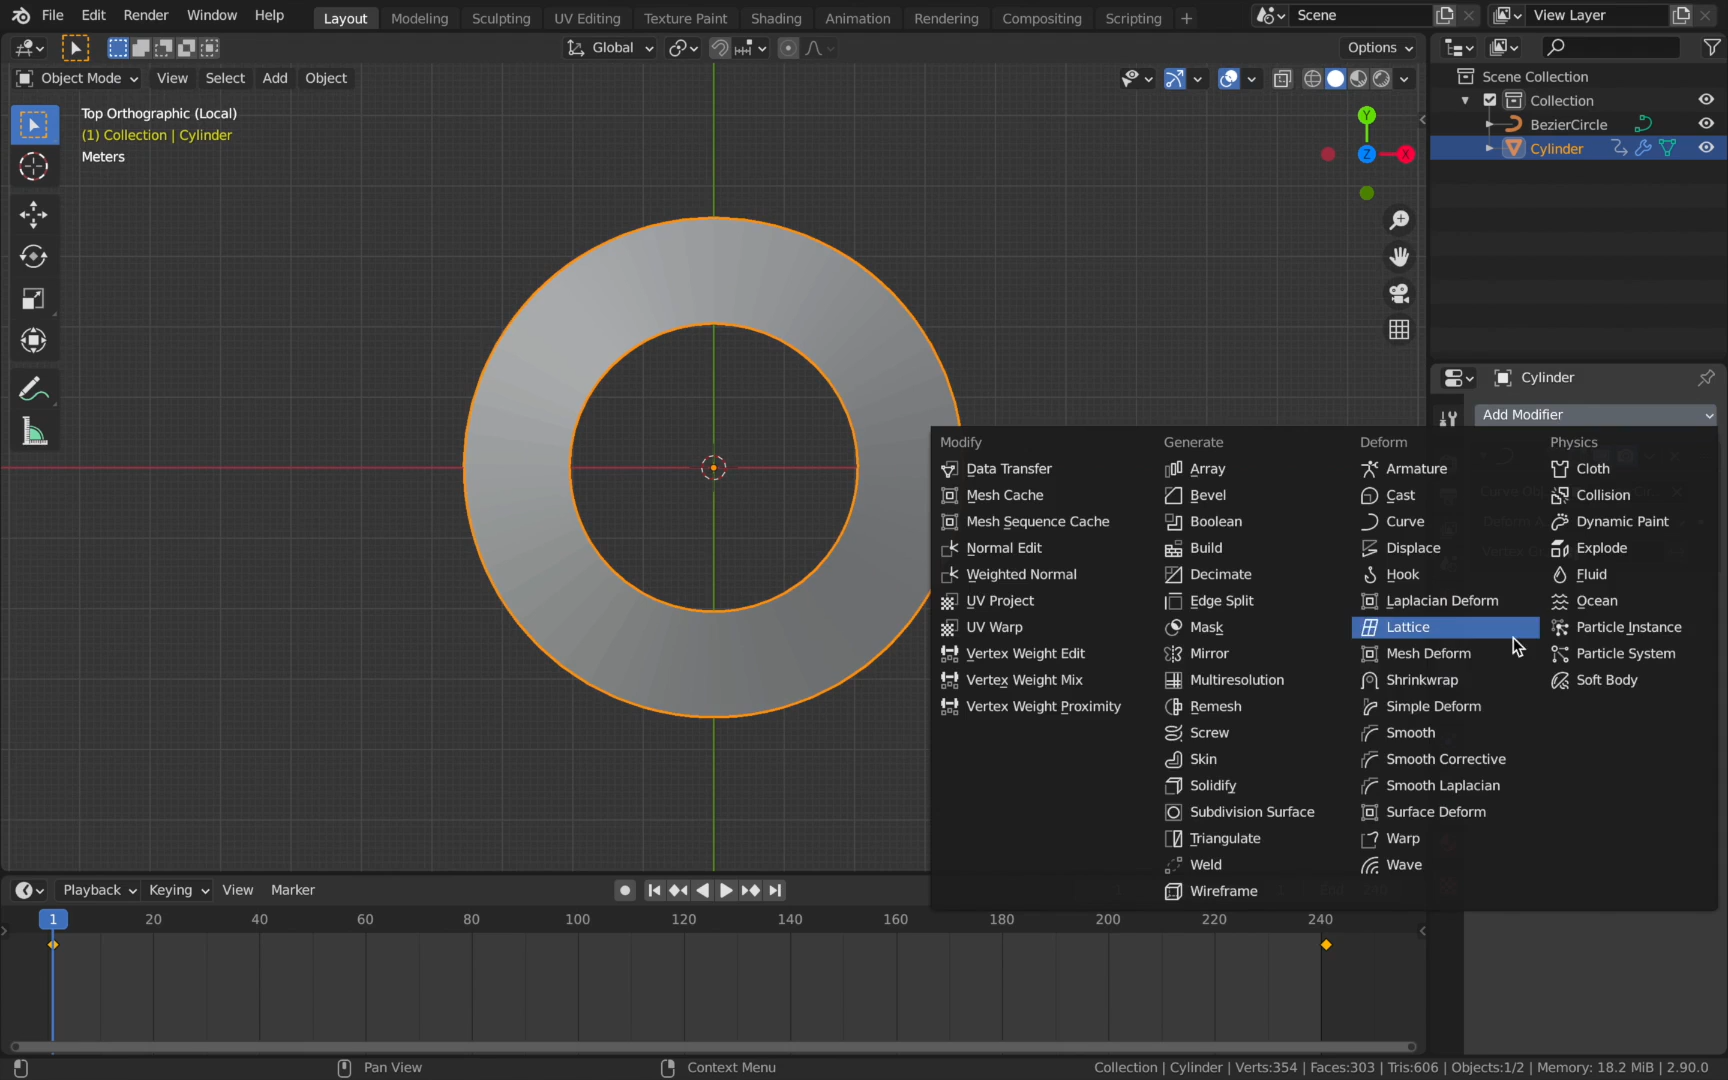 File Edit Render Window Help Layout Modeling Sculpting UV Editing Texture Paint Shading Animation Rendering Compositing Scripting + Scene View Layer
Global Options
Object Mode View Select Add Object
Top Orthographic (Local)
(1) Collection | Cylinder
Meters
Y
Z X
Scene Collection
Collection
BezierCircle
Cylinder
Cylinder
Add Modifier
Modify
Data Transfer
Mesh Cache
Mesh Sequence Cache
Normal Edit
Weighted Normal
UV Project
UV Warp
Vertex Weight Edit
Vertex Weight Mix
Vertex Weight Proximity
Generate
Array
Bevel
Boolean
Build
Decimate
Edge Split
Mask
Mirror
Multiresolution
Remesh
Screw
Skin
Solidify
Subdivision Surface
Triangulate
Weld
Wireframe
Deform
Armature
Cast
Curve
Displace
Hook
Laplacian Deform
Lattice
Mesh Deform
Shrinkwrap
Simple Deform
Smooth
Smooth Corrective
Smooth Laplacian
Surface Deform
Warp
Wave
Physics
Cloth
Collision
Dynamic Paint
Explode
Fluid
Ocean
Particle Instance
Particle System
Soft Body
Playback Keying View Marker
1 20 40 60 80 100 120 140 160 180 200 220 240
Pan View Context Menu Collection | Cylinder | Verts:354 | Faces:303 | Tris:606 | Objects:1/2 | Memory: 18.2 MiB | 2.90.0